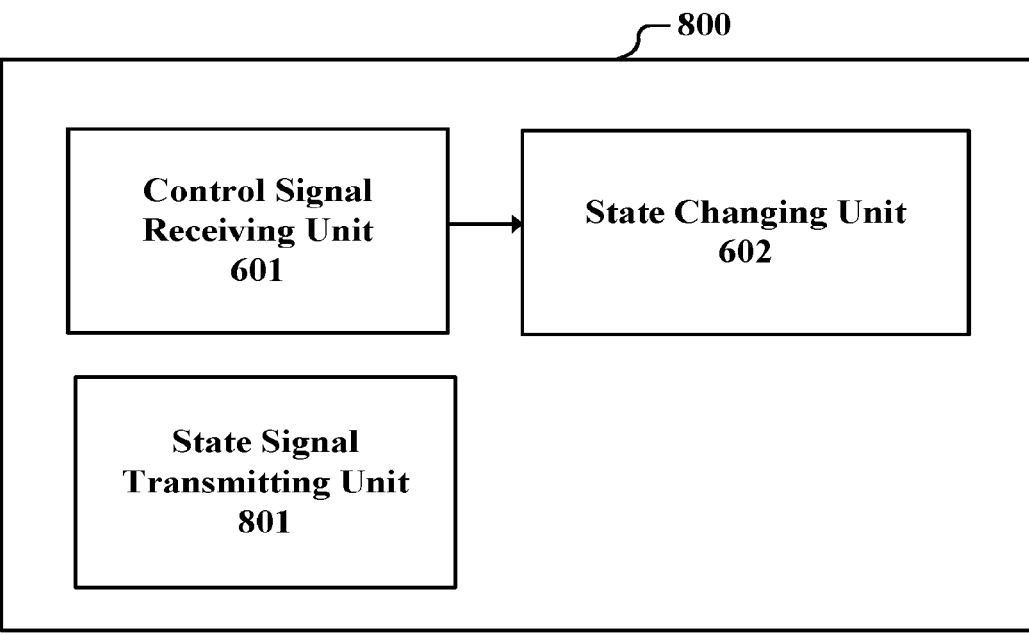 800
Control Signal
Receiving Unit
601
State Changing Unit
602
State Signal
Transmitting Unit
801